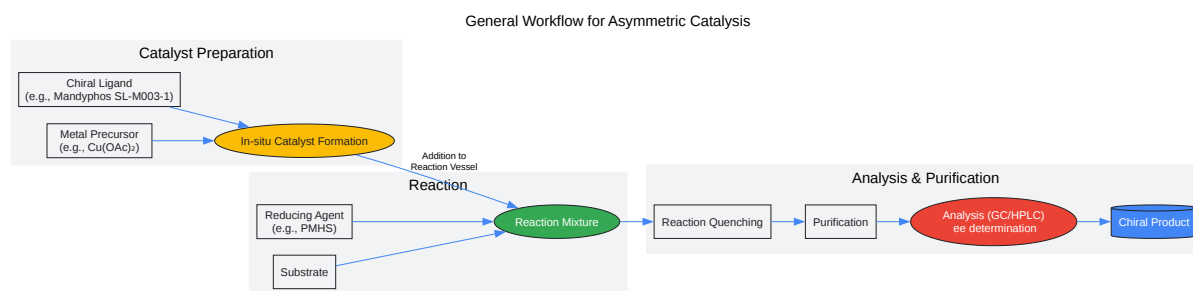 General Workflow for Asymmetric Catalysis
Catalyst Preparation
Chiral Ligand
(e.g., Mandyphos SL-M003-1)
Metal Precursor
(e.g., Cu(OAc)₂)
In-situ Catalyst Formation
Addition to
Reaction Vessel
Reaction
Reducing Agent
(e.g., PMHS)
Substrate
Reaction Mixture
Analysis & Purification
Reaction Quenching
Purification
Analysis (GC/HPLC)
ee determination
Chiral Product